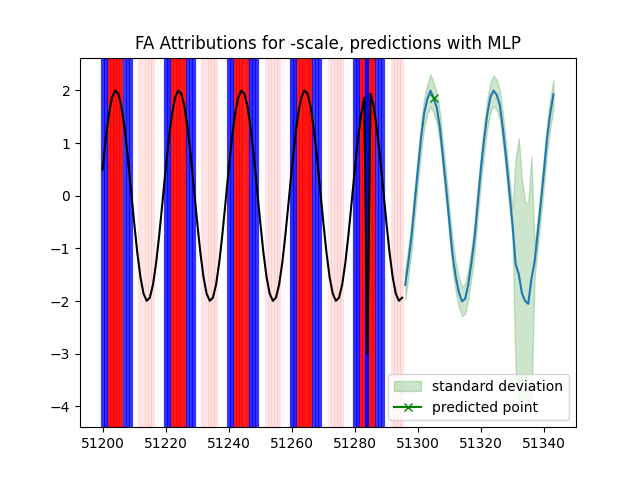 FA Attributions for -scale, predictions with MLP
2
1
0
−1
−2
−3
−4
standard deviation
predicted point
51200 51220 51240 51260 51280 51300 51320 51340